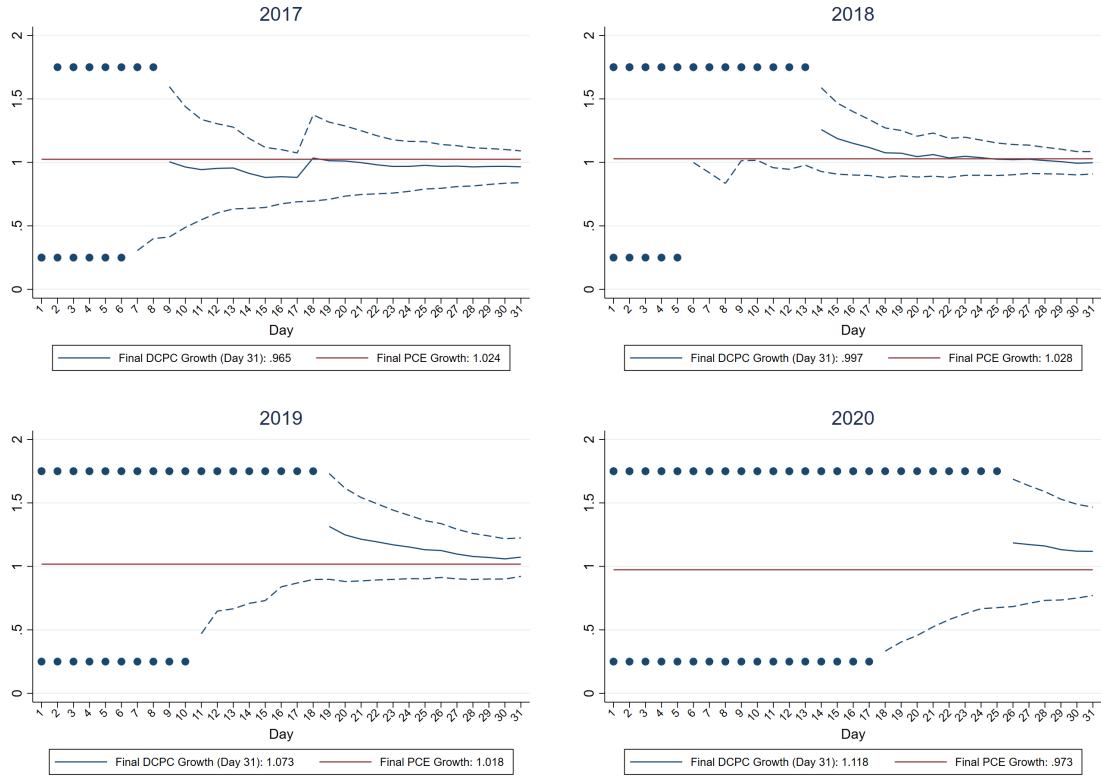 2017
2
1.5
1
.5
0
1 2 3 4 5 6 7 8 9 10 11 12 13 14 15 16 17 18 19 20 21 22 23 24 25 26 27 28 29 30 31
Day
Final DCPC Growth (Day 31): .965 Final PCE Growth: 1.024
2018
2
1.5
1
.5
0
1 2 3 4 5 6 7 8 9 10 11 12 13 14 15 16 17 18 19 20 21 22 23 24 25 26 27 28 29 30 31
Day
Final DCPC Growth (Day 31): .997 Final PCE Growth: 1.028
2019
2
1.5
1
.5
0
1 2 3 4 5 6 7 8 9 10 11 12 13 14 15 16 17 18 19 20 21 22 23 24 25 26 27 28 29 30 31
Day
Final DCPC Growth (Day 31): 1.073 Final PCE Growth: 1.018
2020
2
1.5
1
.5
0
1 2 3 4 5 6 7 8 9 10 11 12 13 14 15 16 17 18 19 20 21 22 23 24 25 26 27 28 29 30 31
Day
Final DCPC Growth (Day 31): 1.118 Final PCE Growth: .973